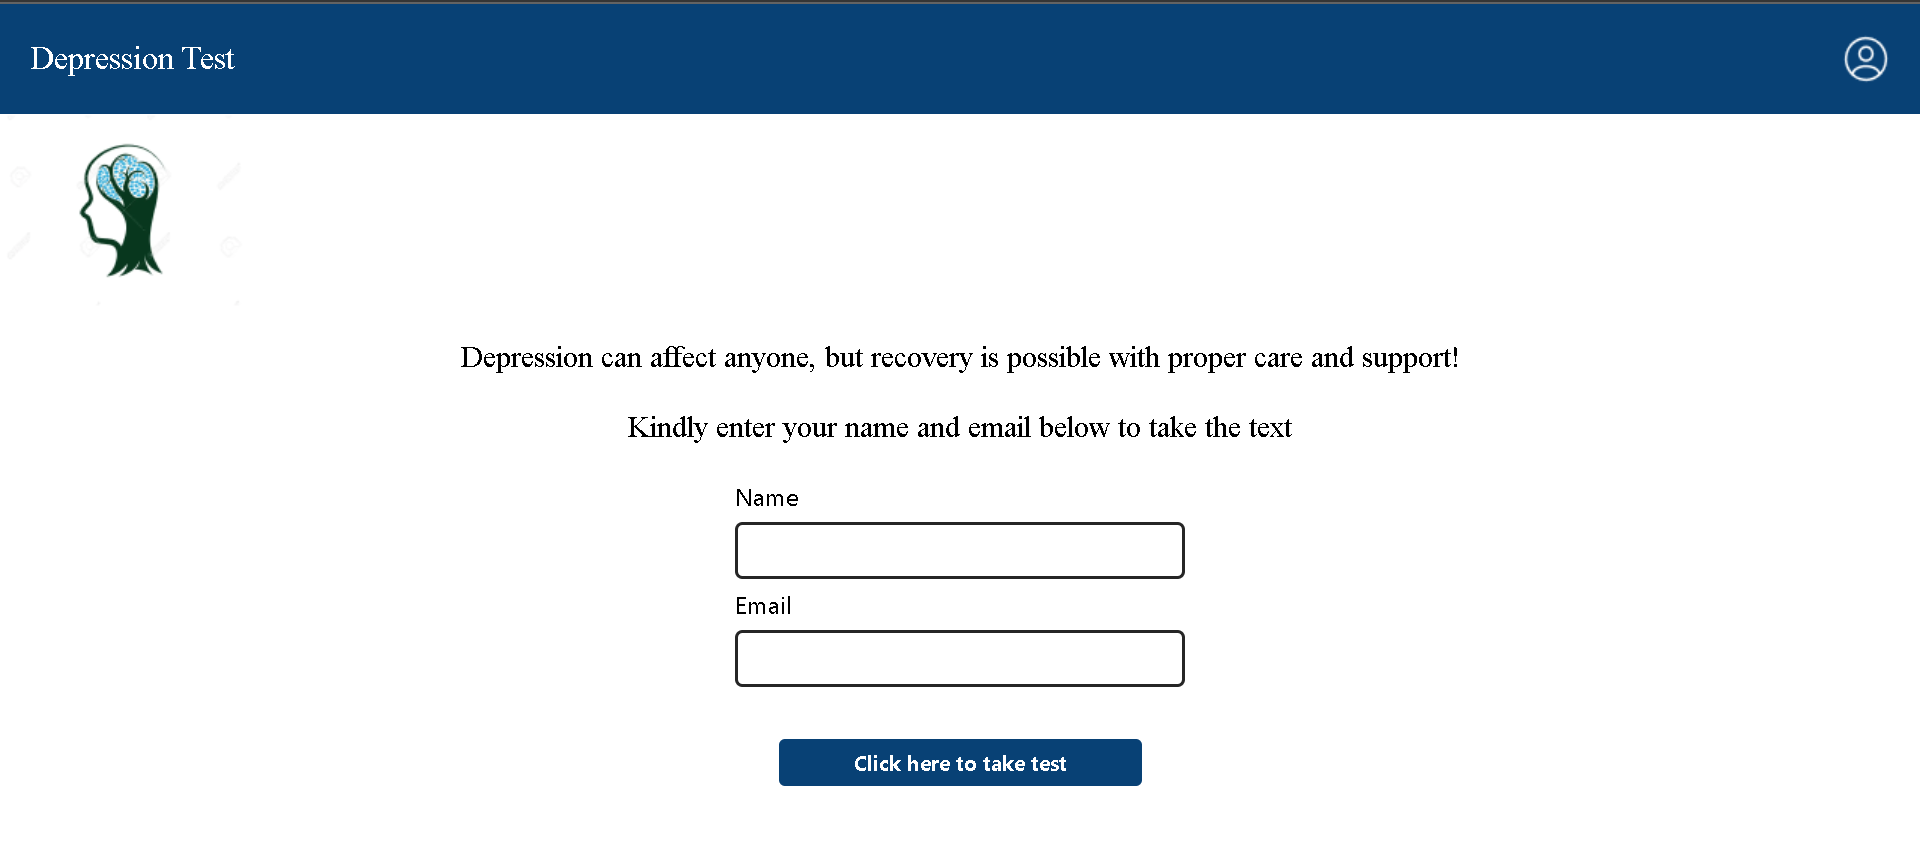 Depression Test
Depression can affect anyone, but recovery is possible with proper care and support!
Kindly enter your name and email below to take the text
Name
Email
Click here to take test